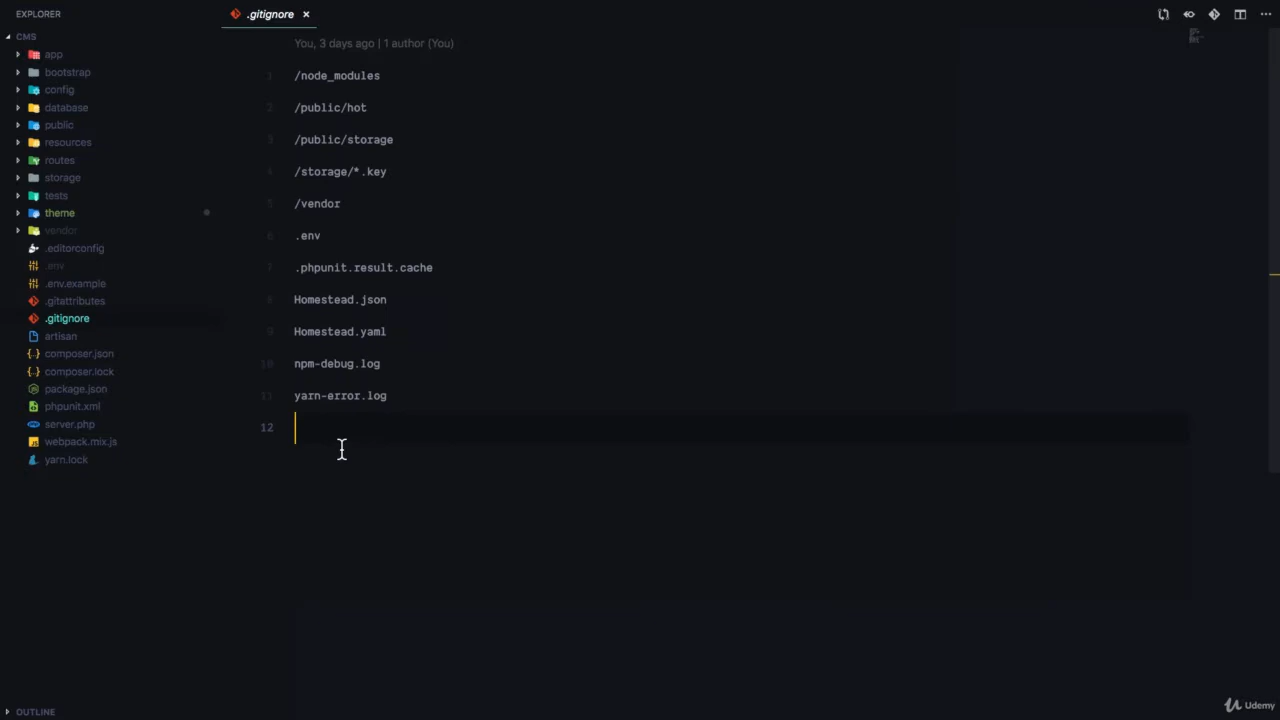 EXPLORER
CMS
app
bootstrap
config
database
public
resources
routes
storage
tests
theme
vendor
.editorconfig
.env
.env.example
.gitattributes
.gitignore
artisan
composer.json
composer.lock
package.json
phpunit.xml
server.php
webpack.mix.js
yarn.lock
OUTLINE
.gitignore ×
You, 3 days ago | 1 author (You)
1 /node_modules
2 /public/hot
3 /public/storage
4 /storage/*.key
5 /vendor
6 .env
7 .phpunit.result.cache
8 Homestead.json
9 Homestead.yaml
10 npm-debug.log
11 yarn-error.log
12
Udemy